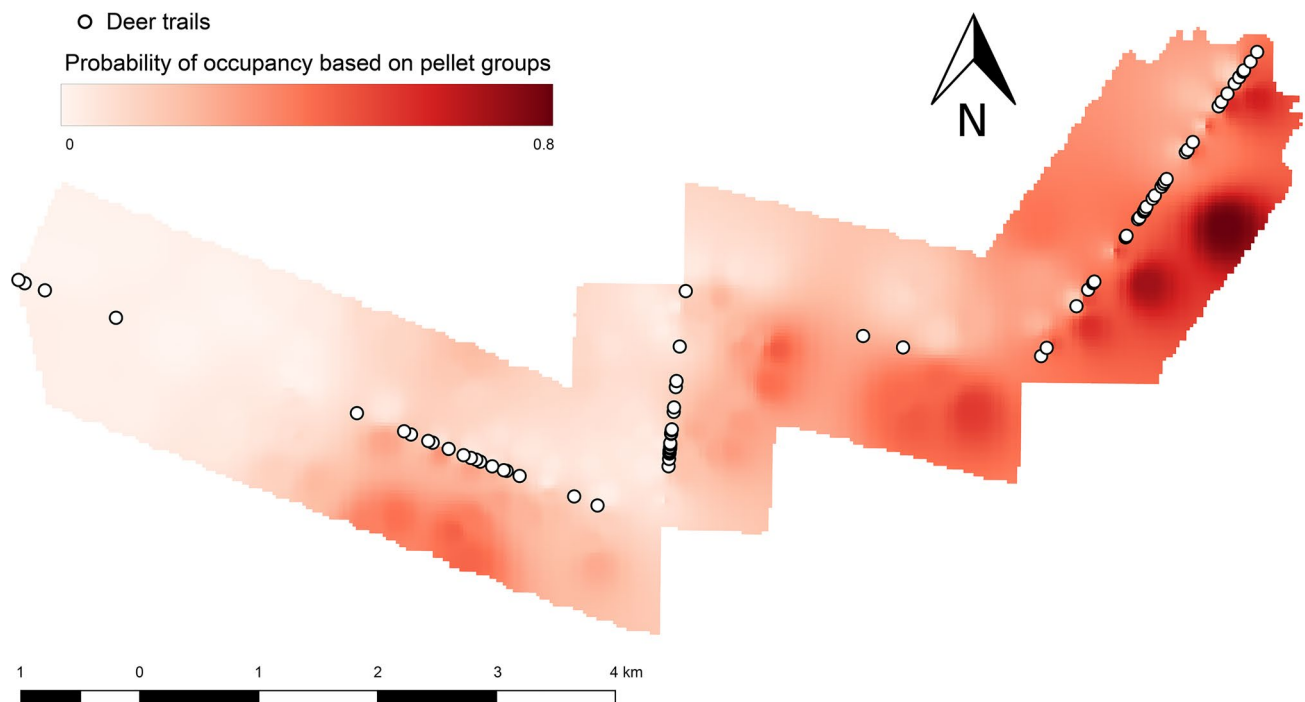 Deer trails
Probability of occupancy based on pellet groups
0 0.8
N
1 0 1 2 3 4 km